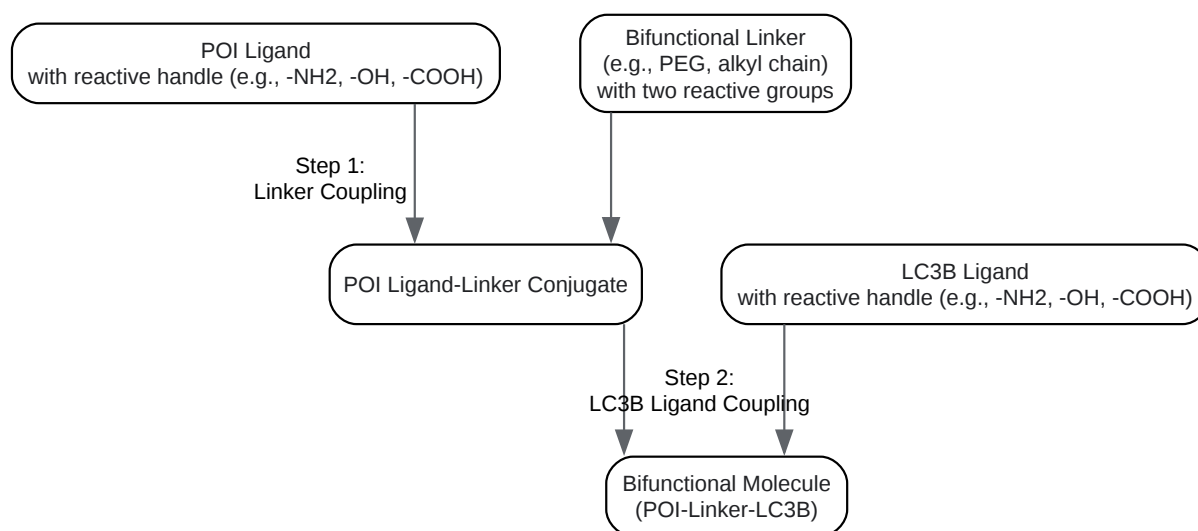 POI Ligand
with reactive handle (e.g., -NH2, -OH, -COOH)
Bifunctional Linker
(e.g., PEG, alkyl chain)
with two reactive groups
Step 1:
Linker Coupling
POI Ligand-Linker Conjugate
LC3B Ligand
with reactive handle (e.g., -NH2, -OH, -COOH)
Step 2:
LC3B Ligand Coupling
Bifunctional Molecule
(POI-Linker-LC3B)